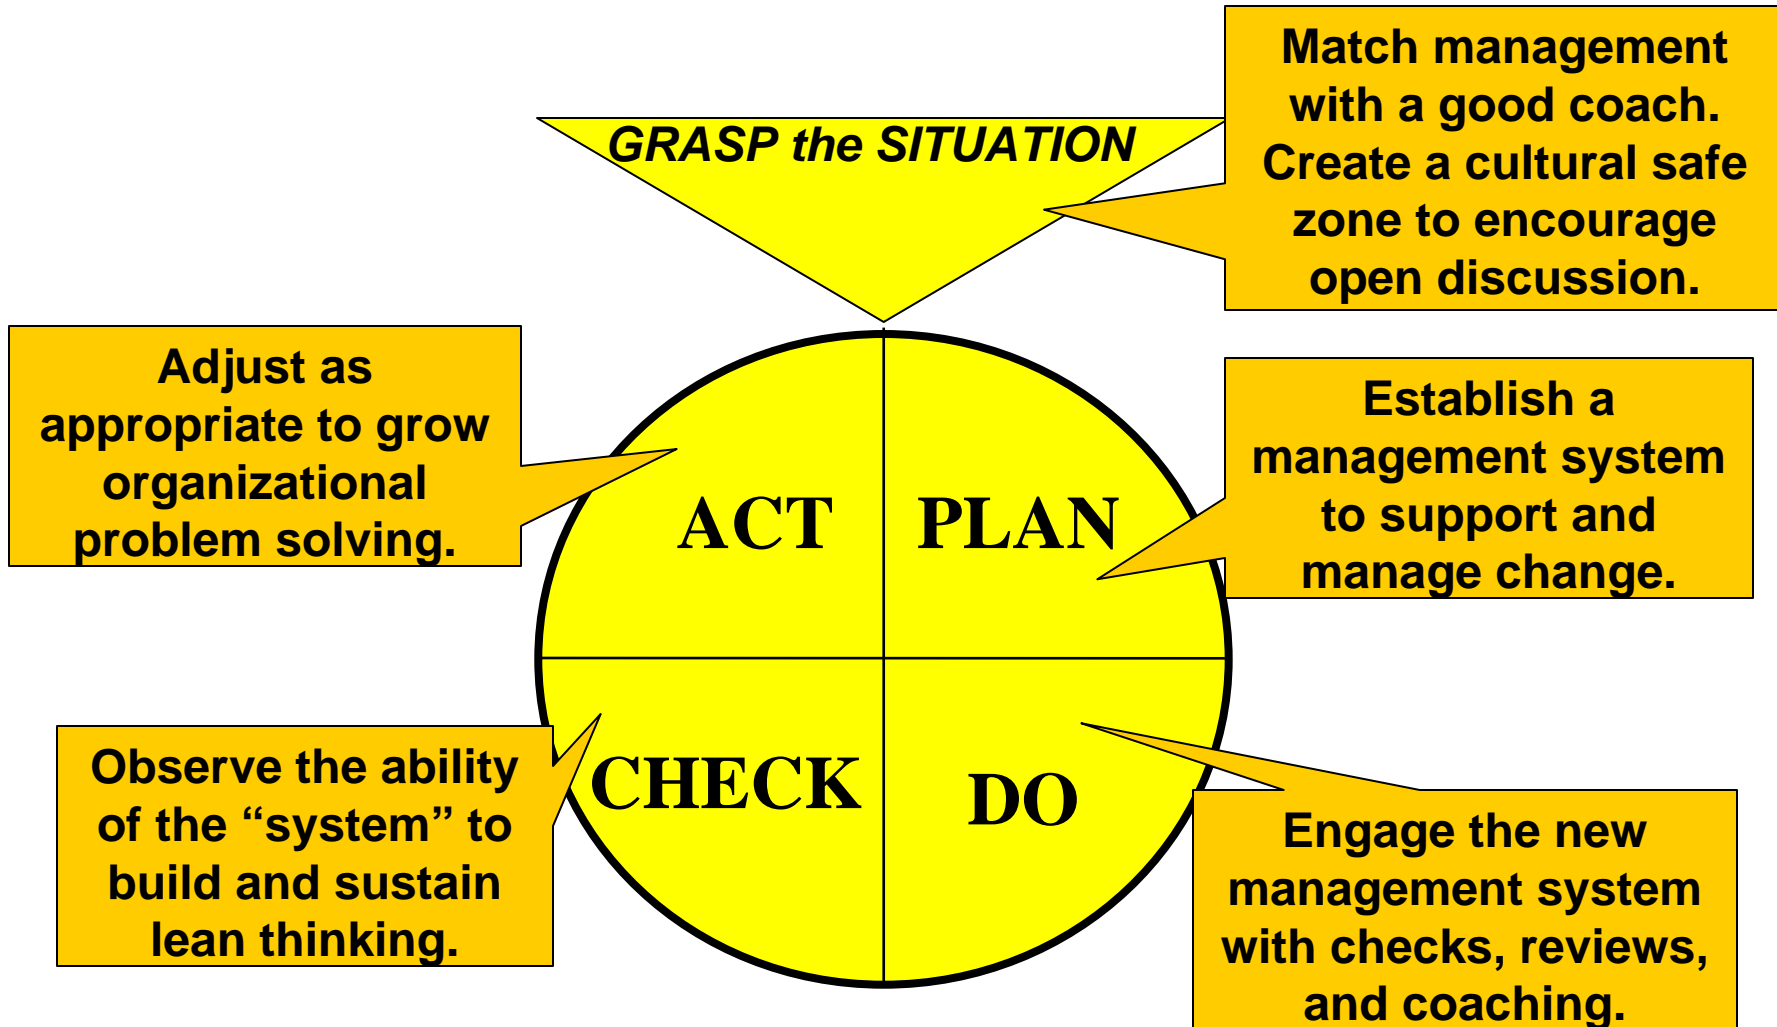 GRASP the SITUATION
Match management
with a good coach.
Create a cultural safe
zone to encourage
open discussion.
Adjust as
appropriate to grow
organizational
problem solving.
ACT
PLAN
Establish a
management system
to support and
manage change.
Observe the ability
of the “system” to
build and sustain
lean thinking.
CHECK
DO
Engage the new
management system
with checks, reviews,
and coaching.